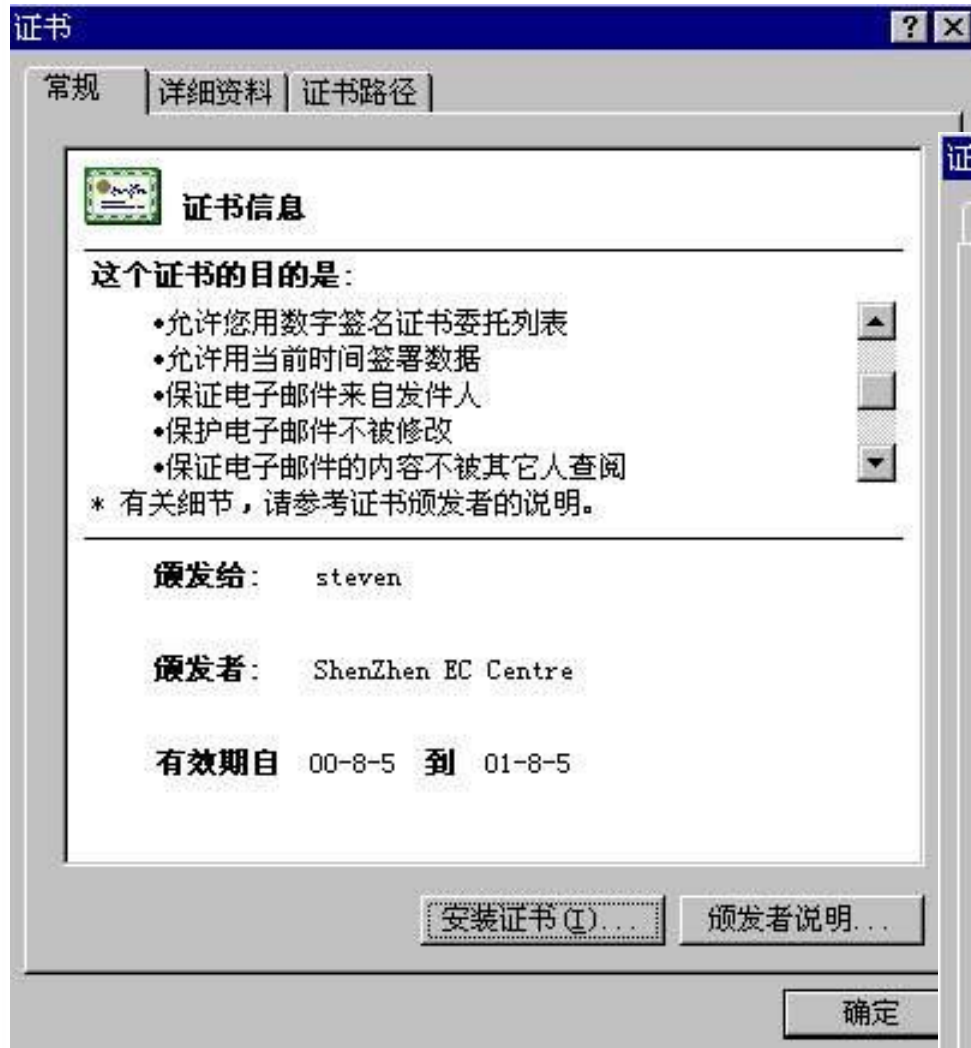 证书
常规 详细资料 证书路径
证书信息
这个证书的目的是:
•允许您用数字签名证书委托列表
•允许用当前时间签署数据
•保证电子邮件来自发件人
•保护电子邮件不被修改
•保证电子邮件的内容不被其它人查阅
* 有关细节，请参考证书颁发者的说明。
颁发给: steven
颁发者: ShenZhen EC Centre
有效期自 00-8-5 到 01-8-5
安装证书(I)... 颁发者说明...
确定